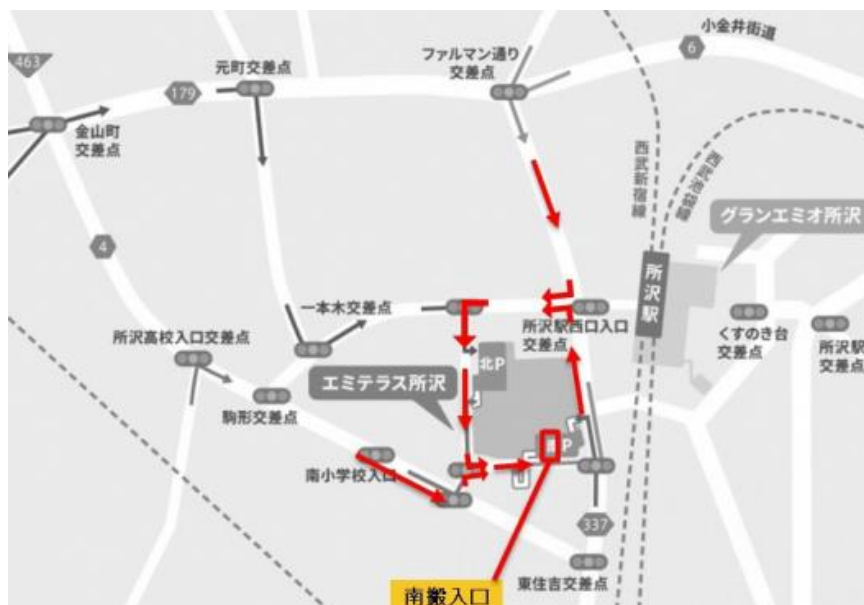 463
元町交差点
179
金山町
交差点
ファルマン通り
交差点
6
小金井街道
西武新宿線
西武池袋線
グランエミオ所沢
所沢駅
4
一本木交差点
所沢高校入口交差点
所沢駅西口入口
交差点
くすのき台
交差点
所沢駅
交差点
北P
エミテラス所沢
駒形交差点
南小学校入口
P
337
東住吉交差点
南搬入口